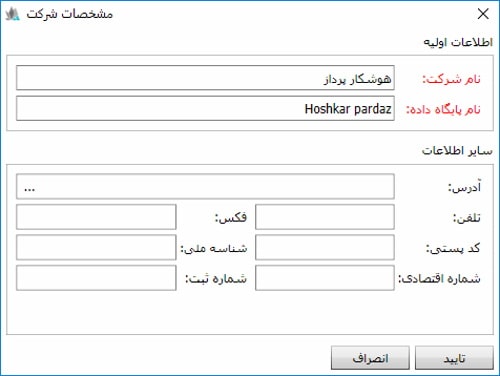 مشخصات شرکت
اطلاعات اولیه
نام شرکت: هوشکار پرداز
نام پایگاه داده: Hoshkar pardaz
سایر اطلاعات
آدرس: ...
تلفن: فکس:
کد پستی: شناسه ملی:
شماره اقتصادی: شماره ثبت:
تایید انصراف